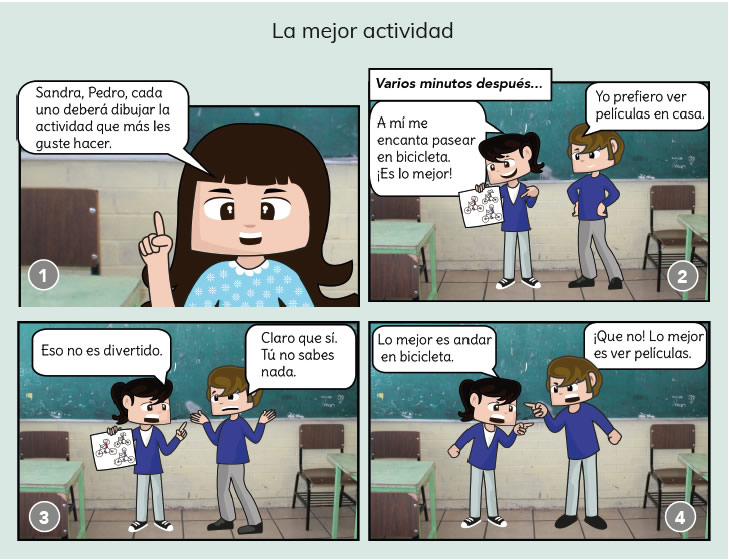 La mejor actividad
Sandra, Pedro, cada
uno deberá dibujar la
actividad que más les
guste hacer.
1
Varios minutos después...
A mí me
encanta pasear
en bicicleta.
¡Es lo mejor!
Yo prefiero ver
películas en casa.
2
Eso no es divertido.
Claro que sí.
Tú no sabes
nada.
3
Lo mejor es andar
en bicicleta.
¡Que no! Lo mejor
es ver películas.
4